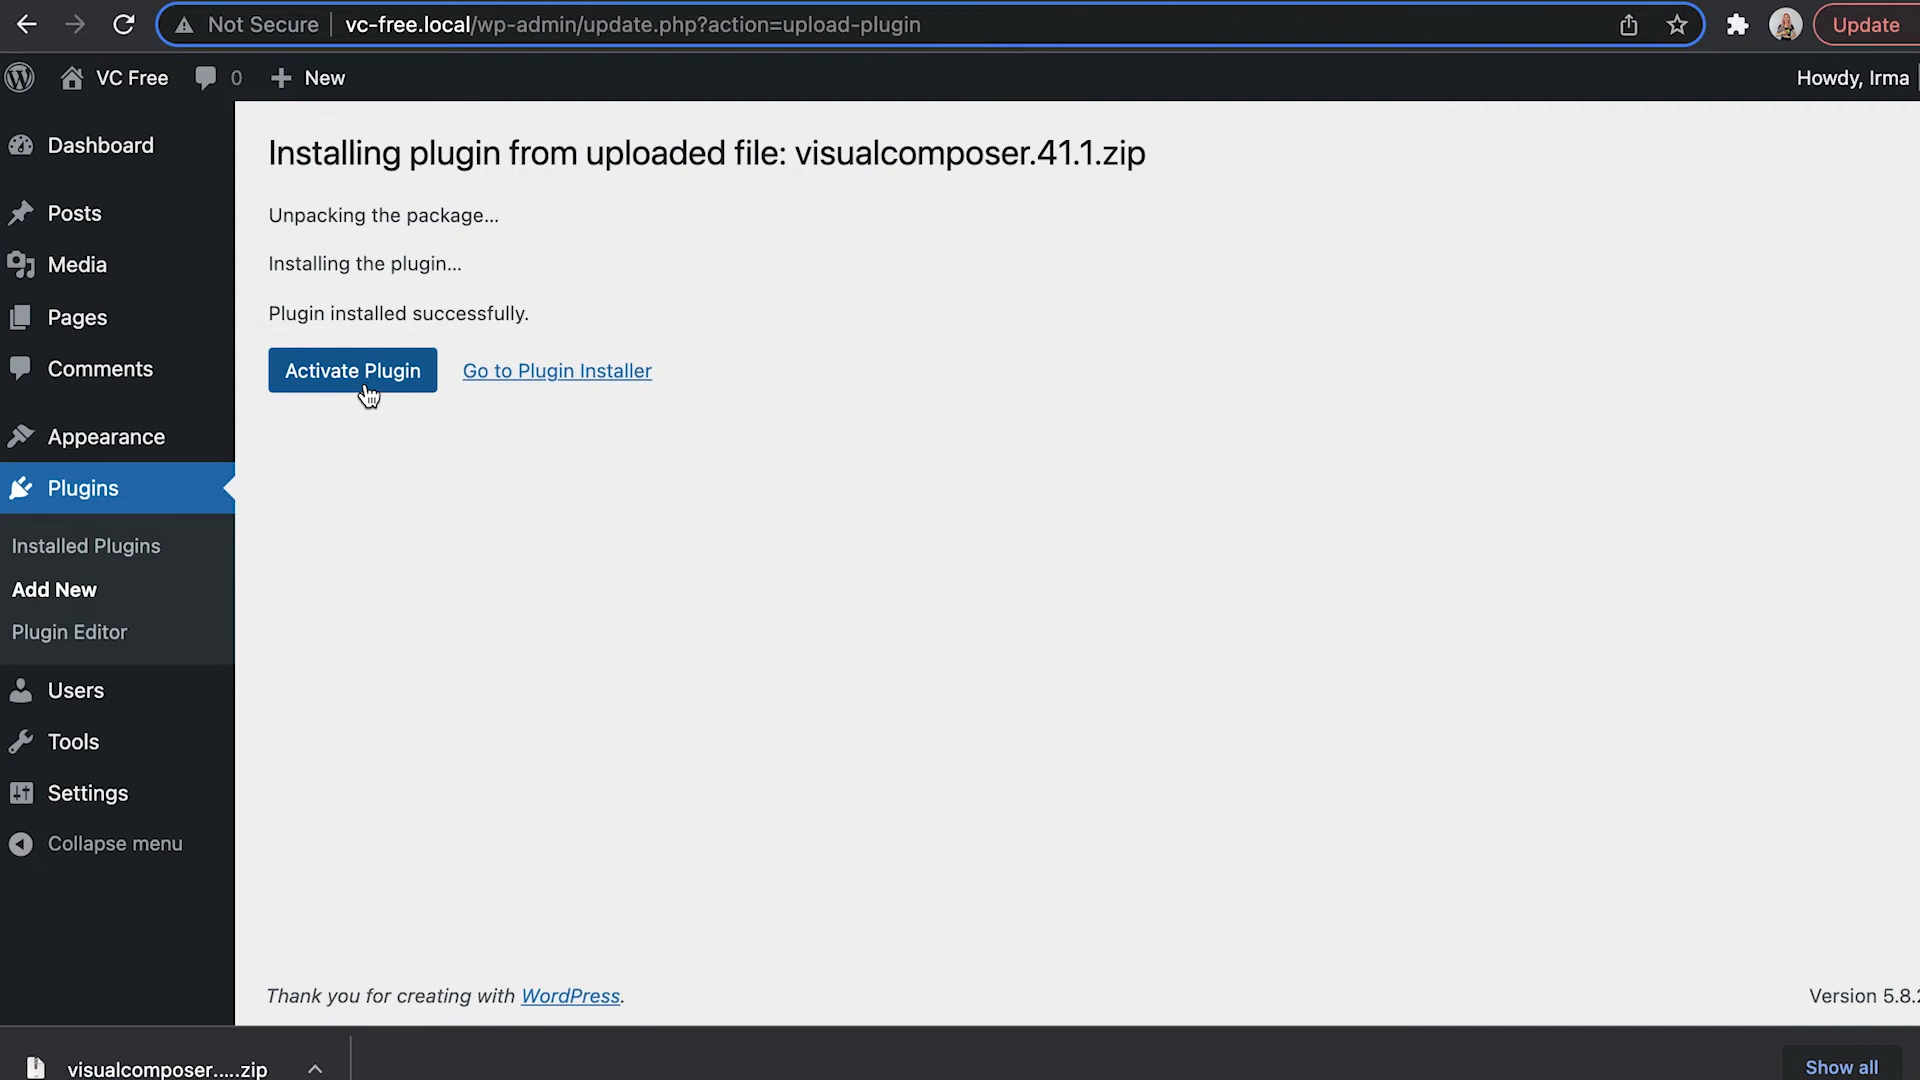 Not Secure
vc-free.local/wp-admin/update.php?action=upload-plugin
Update
VC Free
0
New
Howdy, Irma
Dashboard
Posts
Media
Pages
Comments
Appearance
Plugins
Installed Plugins
Add New
Plugin Editor
Users
Tools
Settings
Collapse menu
Installing plugin from uploaded file: visualcomposer.41.1.zip
Unpacking the package...
Installing the plugin...
Plugin installed successfully.
Activate Plugin
Go to Plugin Installer
Thank you for creating with WordPress.
Version 5.8.2
visualcomposer.....zip
Show all